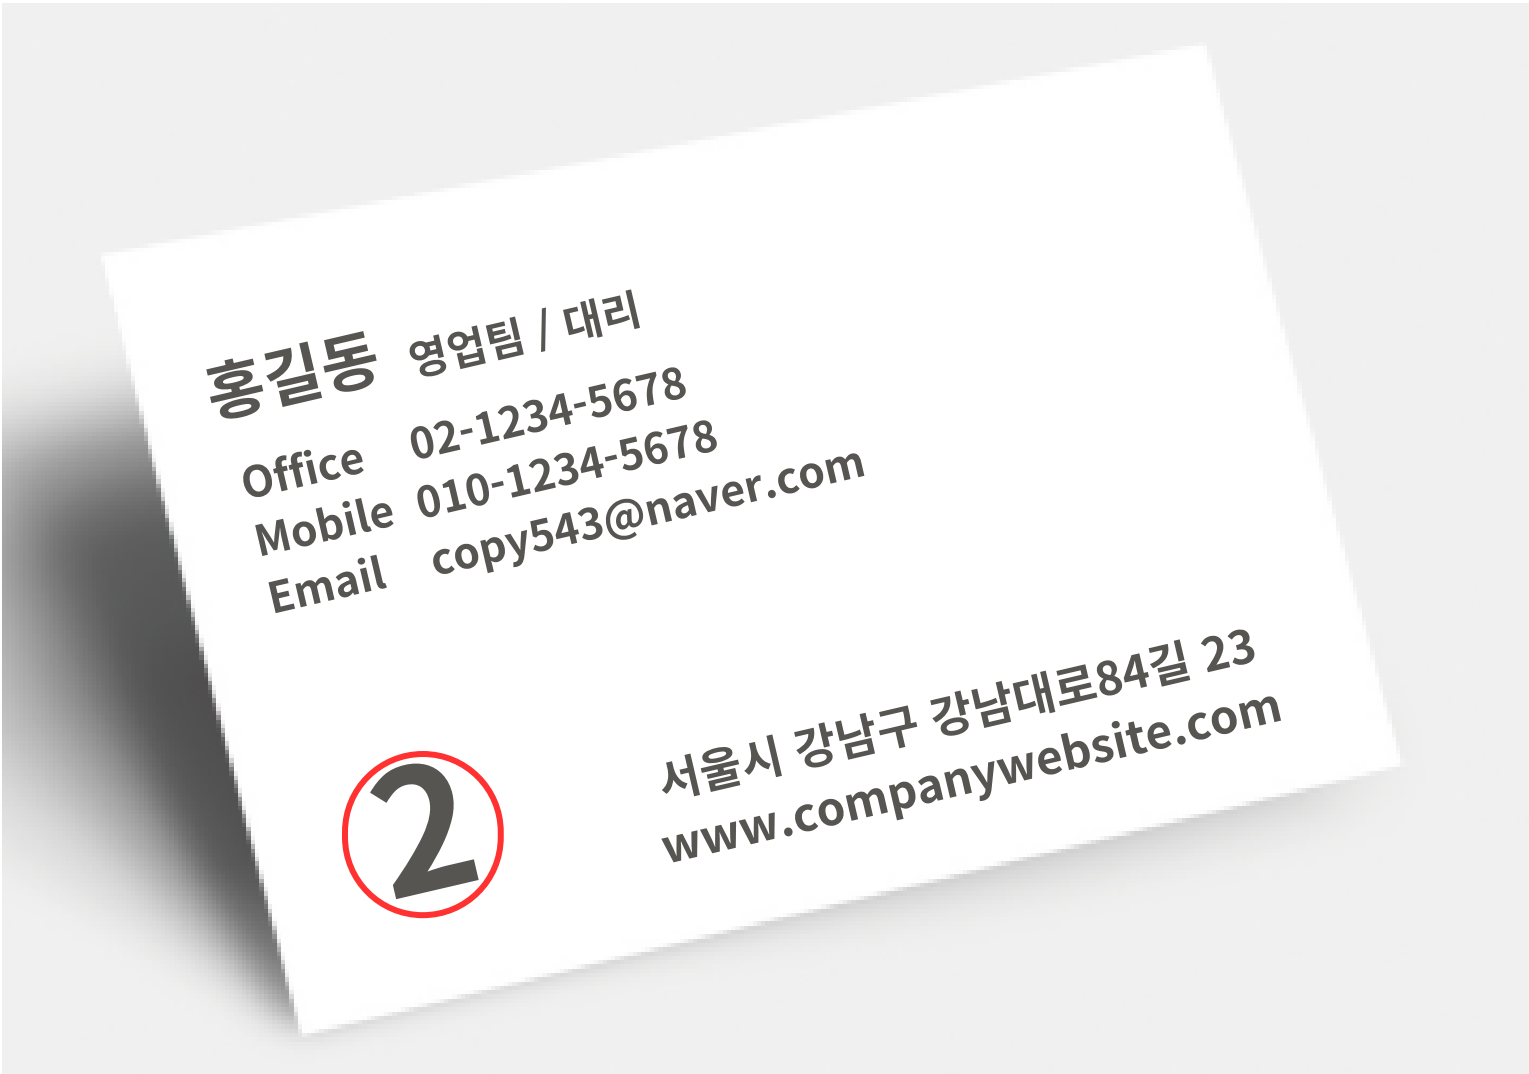 홍길동 영업팀 / 대리
Office 02-1234-5678
Mobile 010-1234-5678
Email copy543@naver.com
서울시 강남구 강남대로84길 23
www.companywebsite.com
2